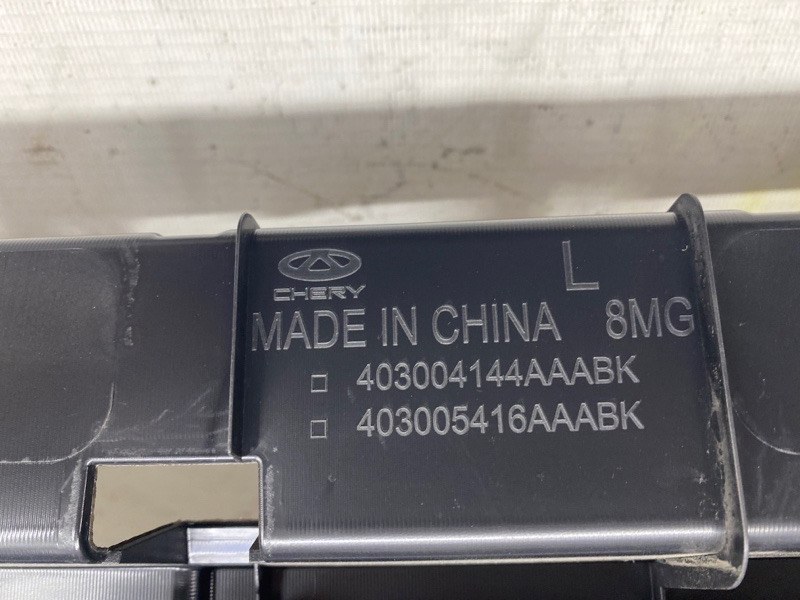 L
CHERY
MADE IN CHINA 8MG
403004144AAABK
403005416AAABK